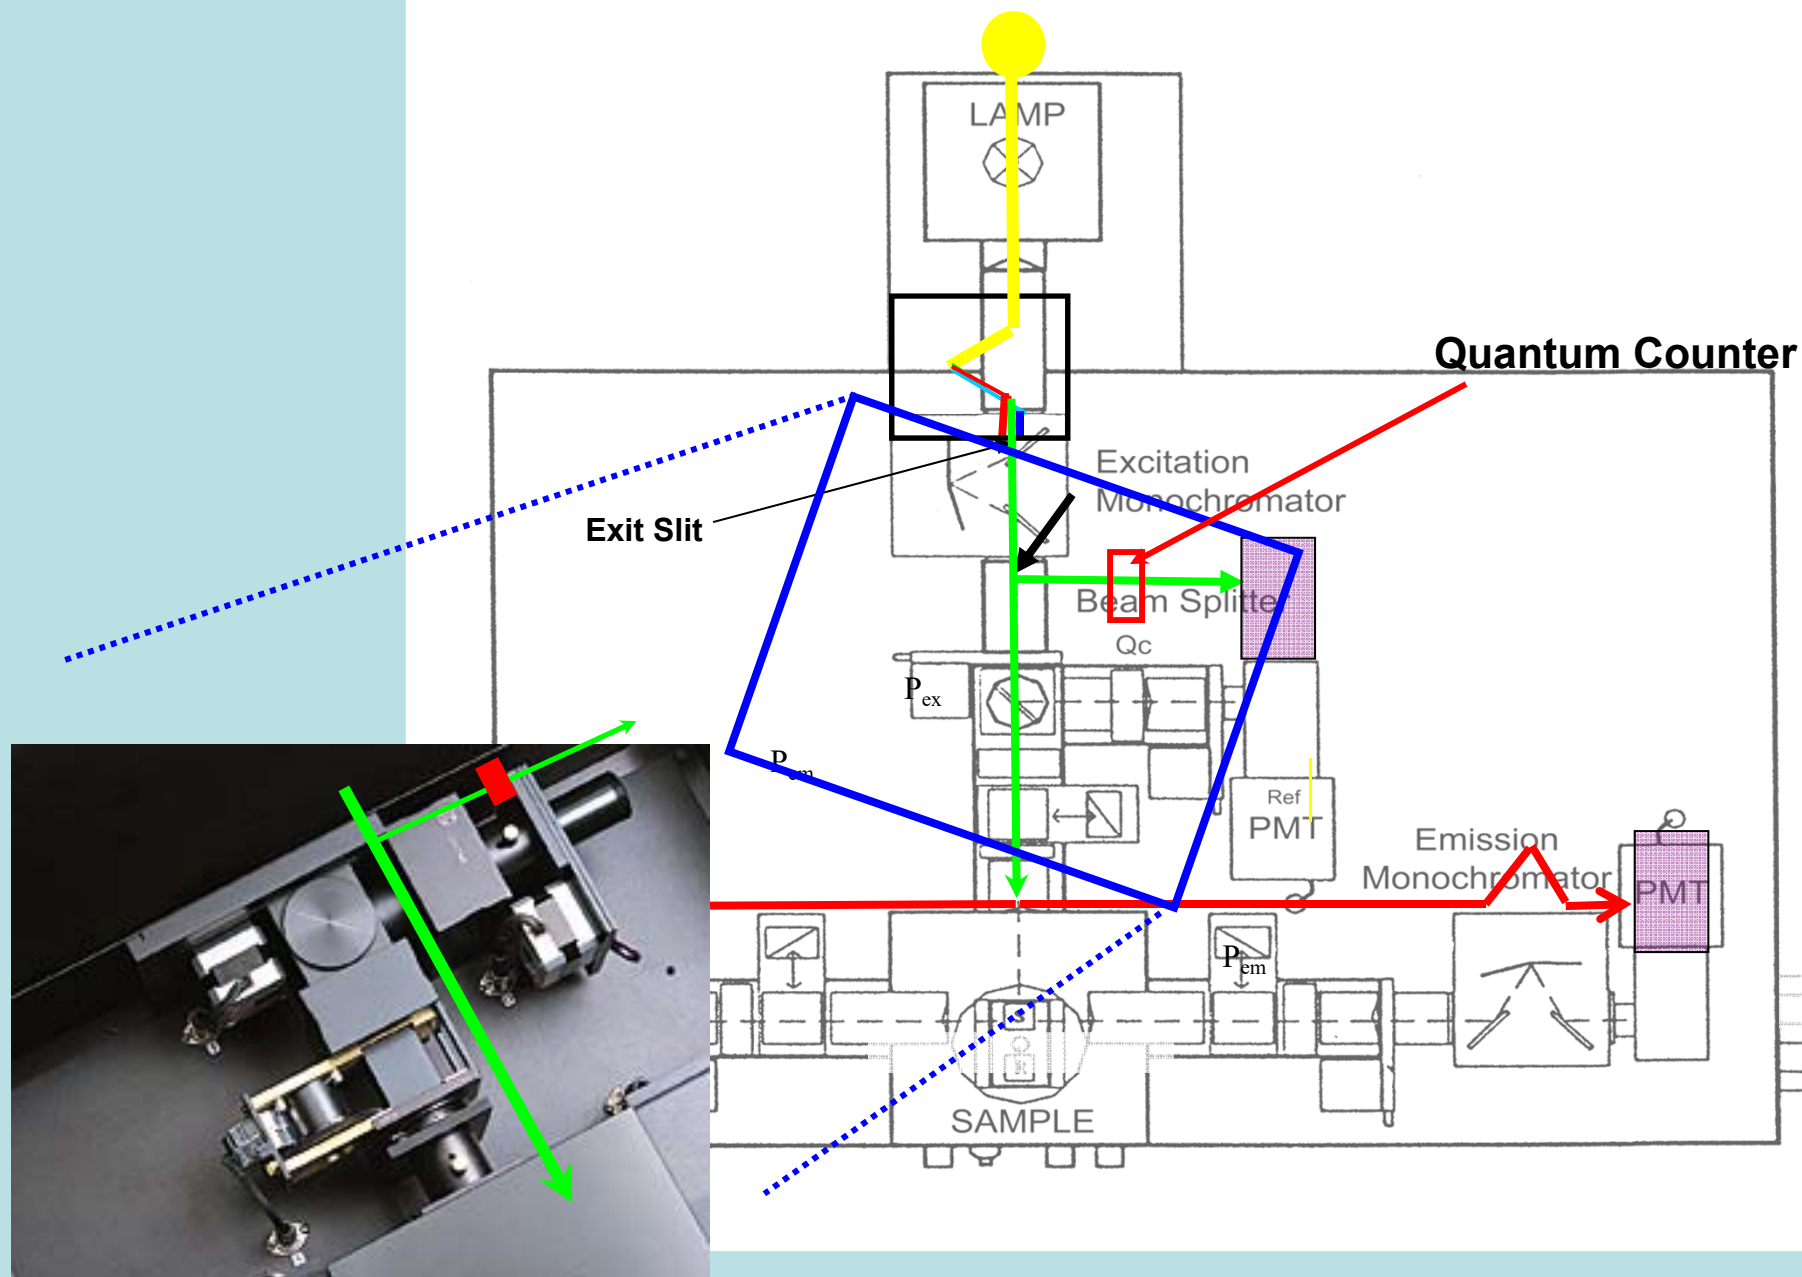 LAMP
Quantum Counter
Excitation
Monochromator
Exit Slit
Beam Splitter
Qc
Pex
Pem
Ref
PMT
Emission
Monochromator
PMT
Pem
SAMPLE